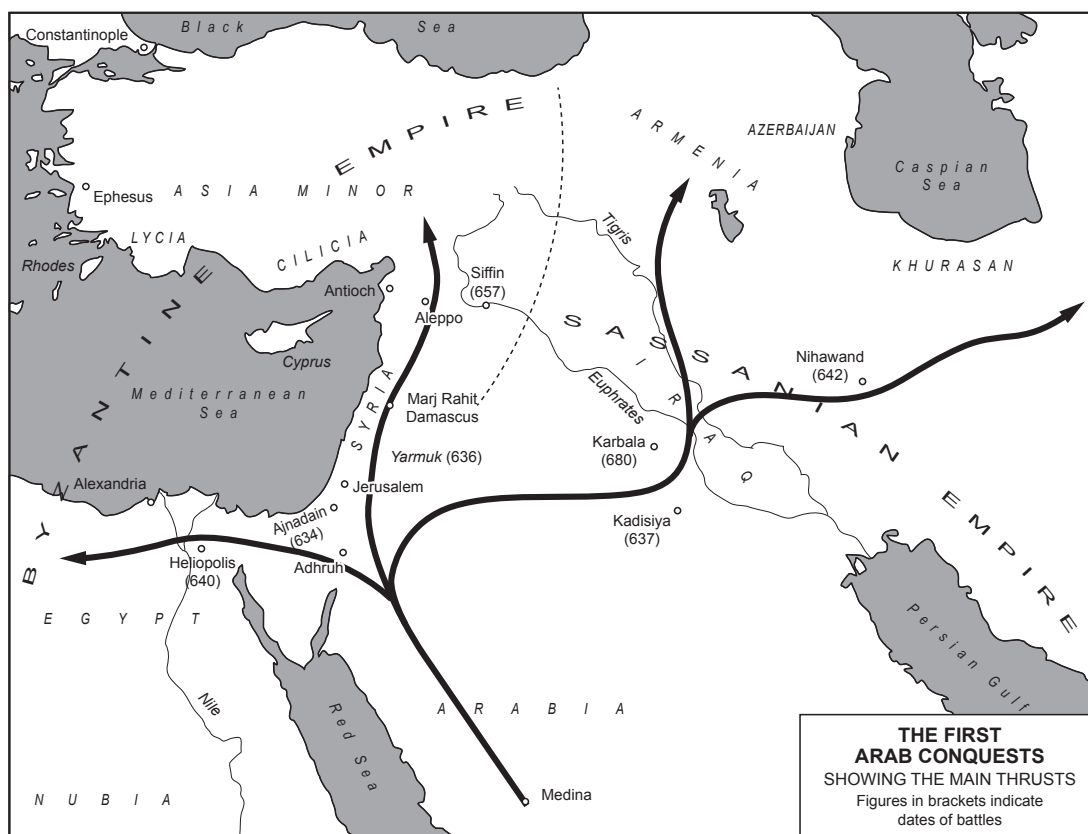 Constantinople
Black Sea
BYZANTINE EMPIRE
ARMENIA
AZERBAIJAN
Caspian
Sea
Ephesus
ASIA MINOR
LYCIA
CILICIA
Rhodes
Tigris
KHURASAN
Antioch
Siffin
(657)
Aleppo
SASSANIAN EMPIRE
Cyprus
IRAQ
Nihawand
(642)
Mediterranean
Sea
SYRIA
Marj Rahit
Damascus
Euphrates
Yarmuk (636)
Karbala
(680)
Alexandria
Jerusalem
Ajnadain
(634)
Kadisiya
(637)
Heliopolis
(640)
Adhruh
EGYPT
Persian Gulf
Nile
Red Sea
ARABIA
NUBIA
Medina
THE FIRST
ARAB CONQUESTS
SHOWING THE MAIN THRUSTS
Figures in brackets indicate
dates of battles